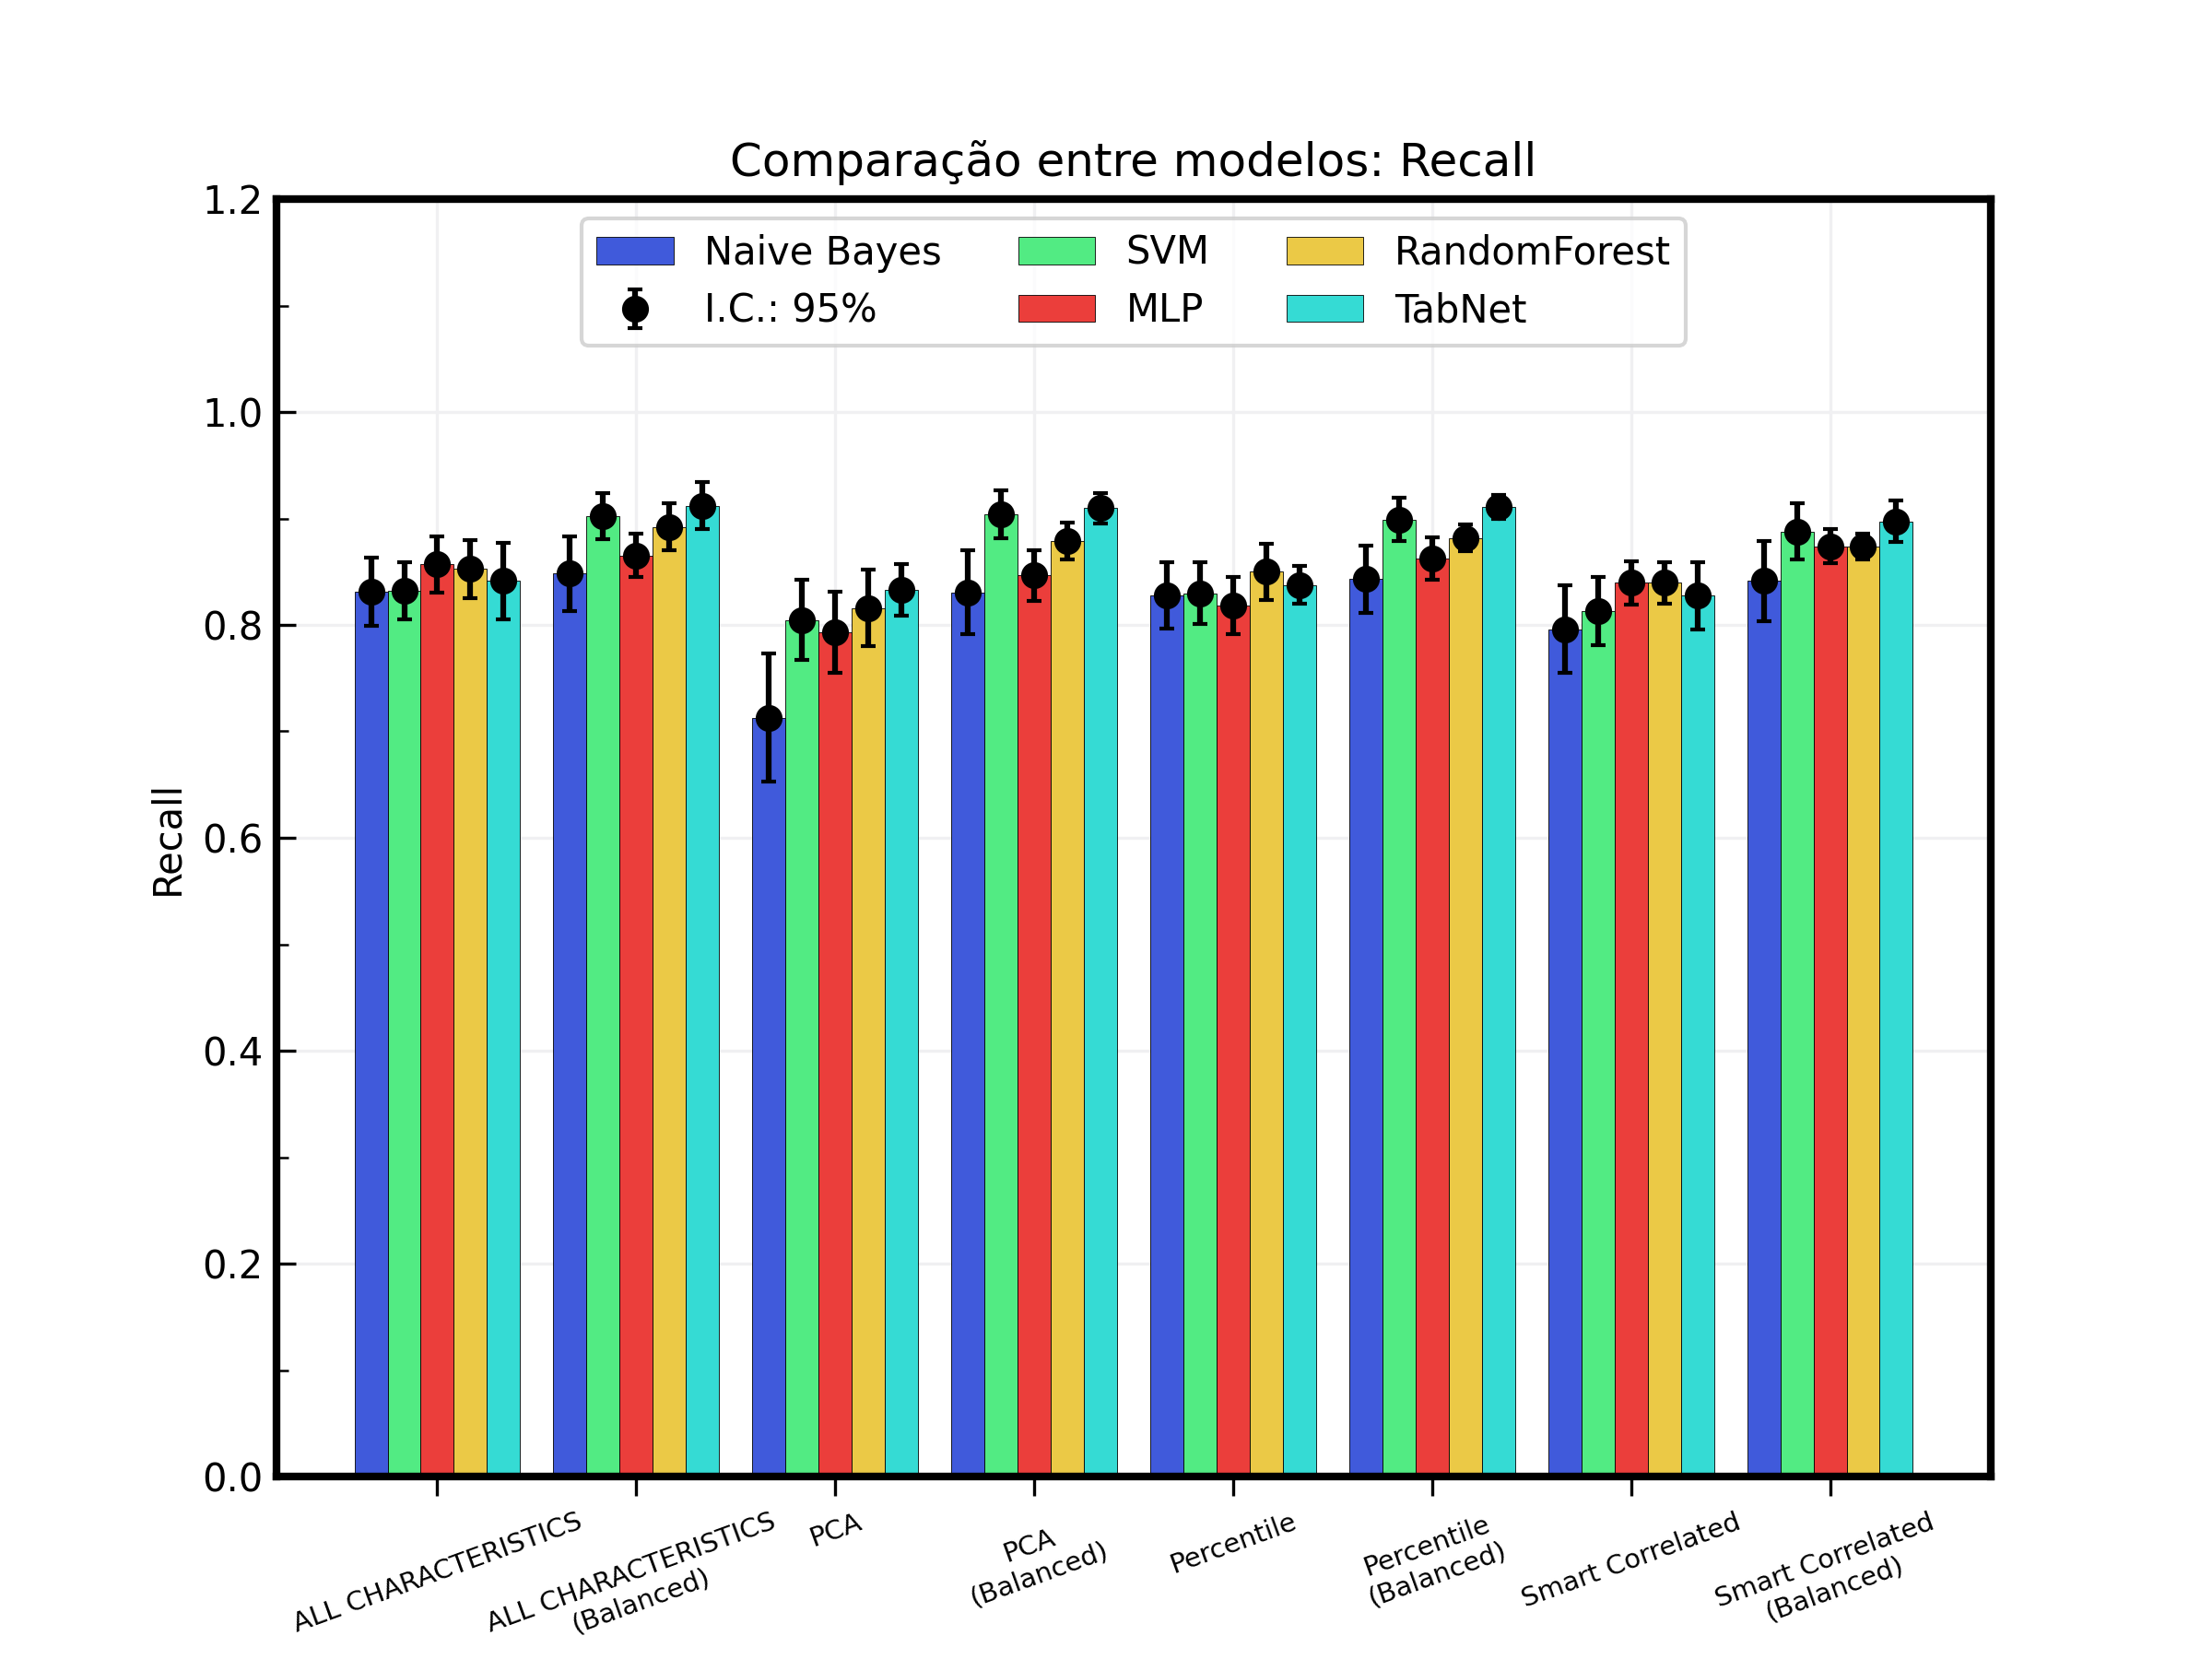 Comparação entre modelos: Recall
1.2
1.0
0.8
0.6
0.4
0.2
0.0
Recall
Naive Bayes
I.C.: 95%
SVM
MLP
RandomForest
TabNet
ALL CHARACTERISTICS
ALL CHARACTERISTICS
(Balanced)
PCA
PCA
(Balanced)
Percentile
Percentile
(Balanced)
Smart Correlated
Smart Correlated
(Balanced)